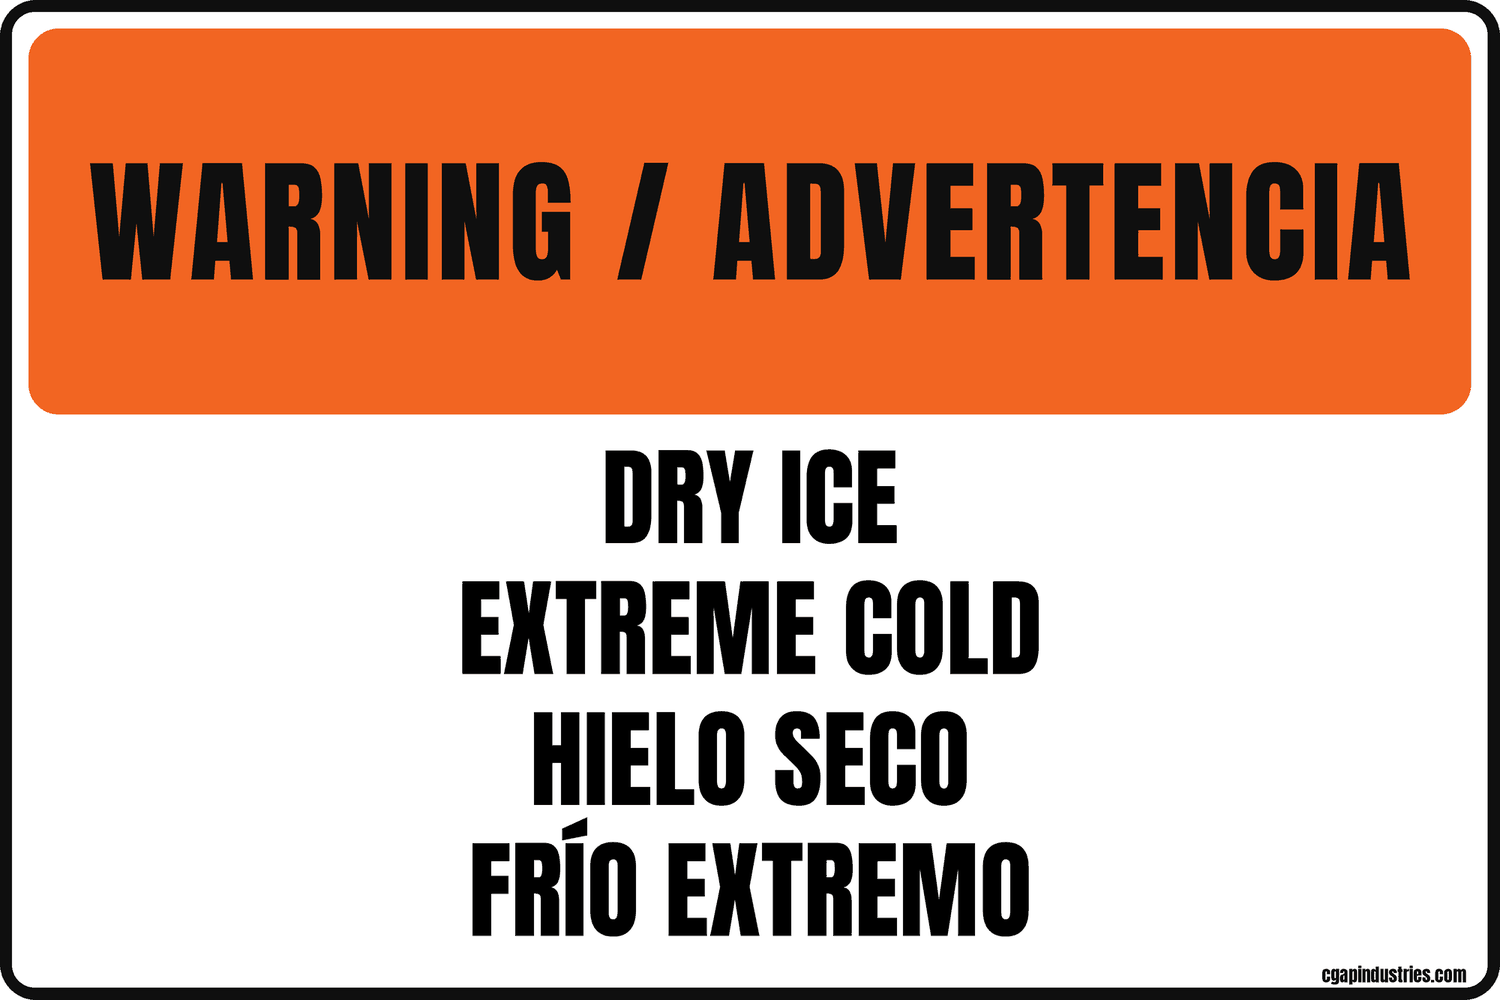 WARNING / ADVERTENCIA
DRY ICE
EXTREME COLD
HIELO SECO
FRÍO EXTREMO
cgapindustries.com